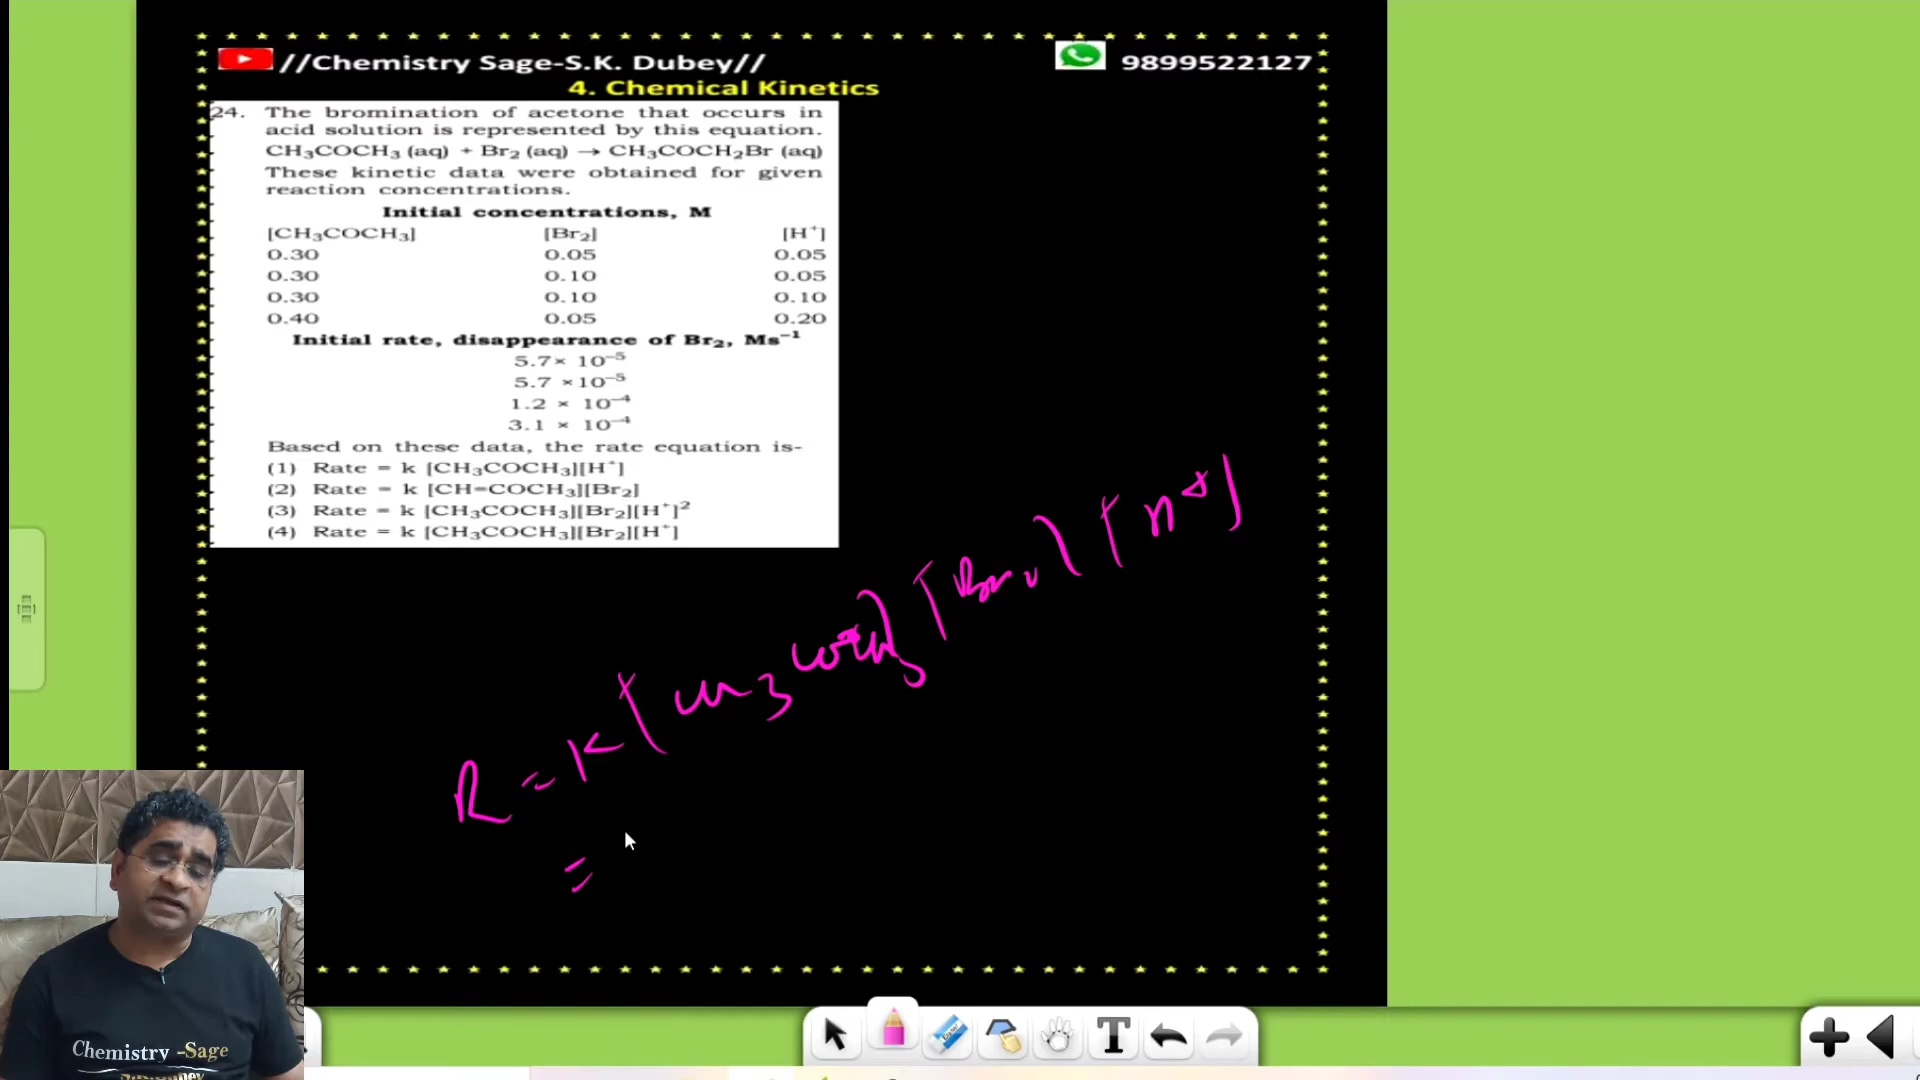 //Chemistry Sage-S.K. Dubey//
9899522127
4. Chemical Kinetics
24. The bromination of acetone that occurs in
acid solution is represented by this equation.
CH₃COCH₃ (aq) + Br₂ (aq) → CH₃COCH₂Br (aq)
These kinetic data were obtained for given
reaction concentrations.
Initial concentrations, M
[CH₃COCH₃] [Br₂] [H⁺]
0.30 0.05 0.05
0.30 0.10 0.05
0.30 0.10 0.10
0.40 0.05 0.20
Initial rate, disappearance of Br₂, Ms⁻¹
5.7× 10⁻⁵
5.7 ×10⁻⁵
1.2 × 10⁻⁴
3.1 × 10⁻⁴
Based on these data, the rate equation is-
(1) Rate = k [CH₃COCH₃][H⁺]
(2) Rate = k [CH=COCH₃][Br₂]
(3) Rate = k [CH₃COCH₃][Br₂][H⁺]²
(4) Rate = k [CH₃COCH₃][Br₂][H⁺]
R = K [CH₃COCH₃] [Br₂] [H⁺]
=
Chemistry -Sage
T